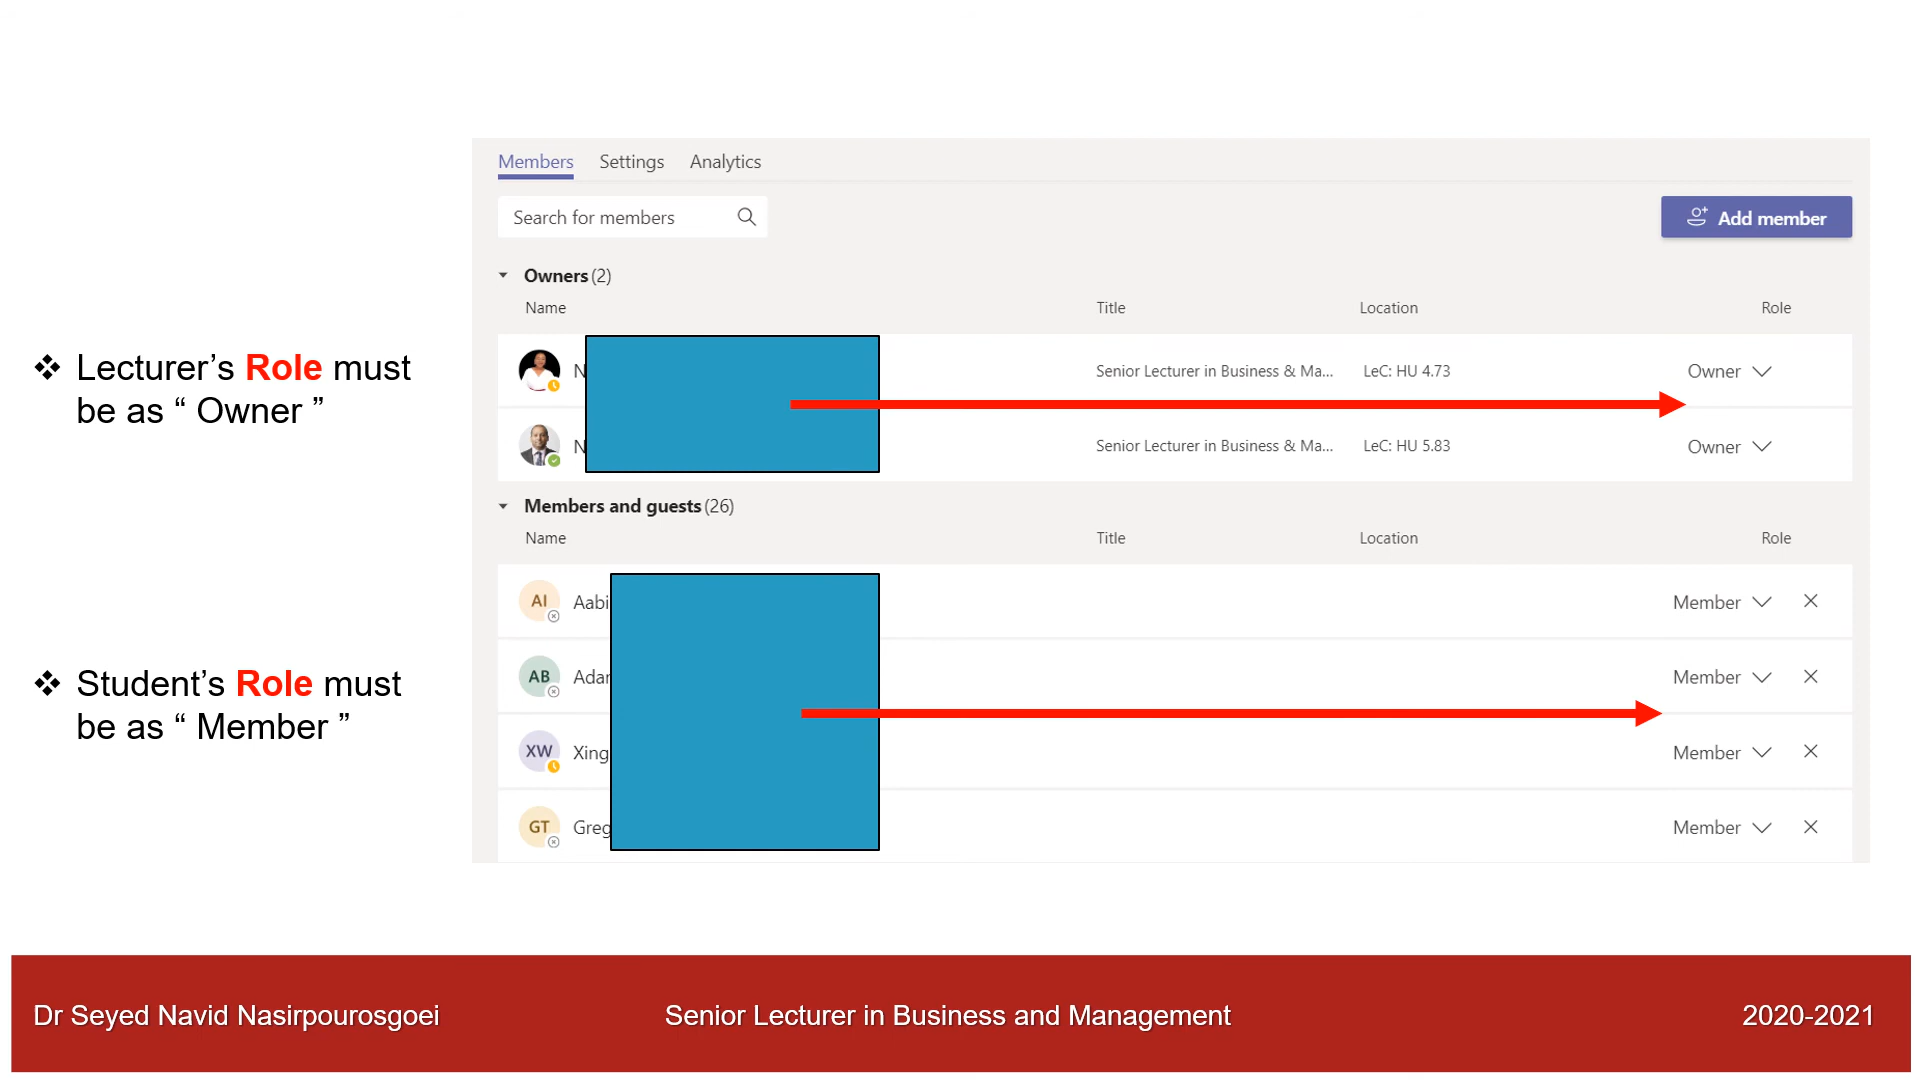 Members Settings Analytics
Search for members
Add member
Owners (2)
Name Title Location Role
N Senior Lecturer in Business & Ma... LeC: HU 4.73 Owner
N Senior Lecturer in Business & Ma... LeC: HU 5.83 Owner
Members and guests (26)
Name Title Location Role
AI Aabi Member
AB Adar Member
XW Xing Member
GT Greg Member
❖ Lecturer’s Role must
be as “ Owner ”
❖ Student’s Role must
be as “ Member ”
Dr Seyed Navid Nasirpourosgoei Senior Lecturer in Business and Management 2020-2021